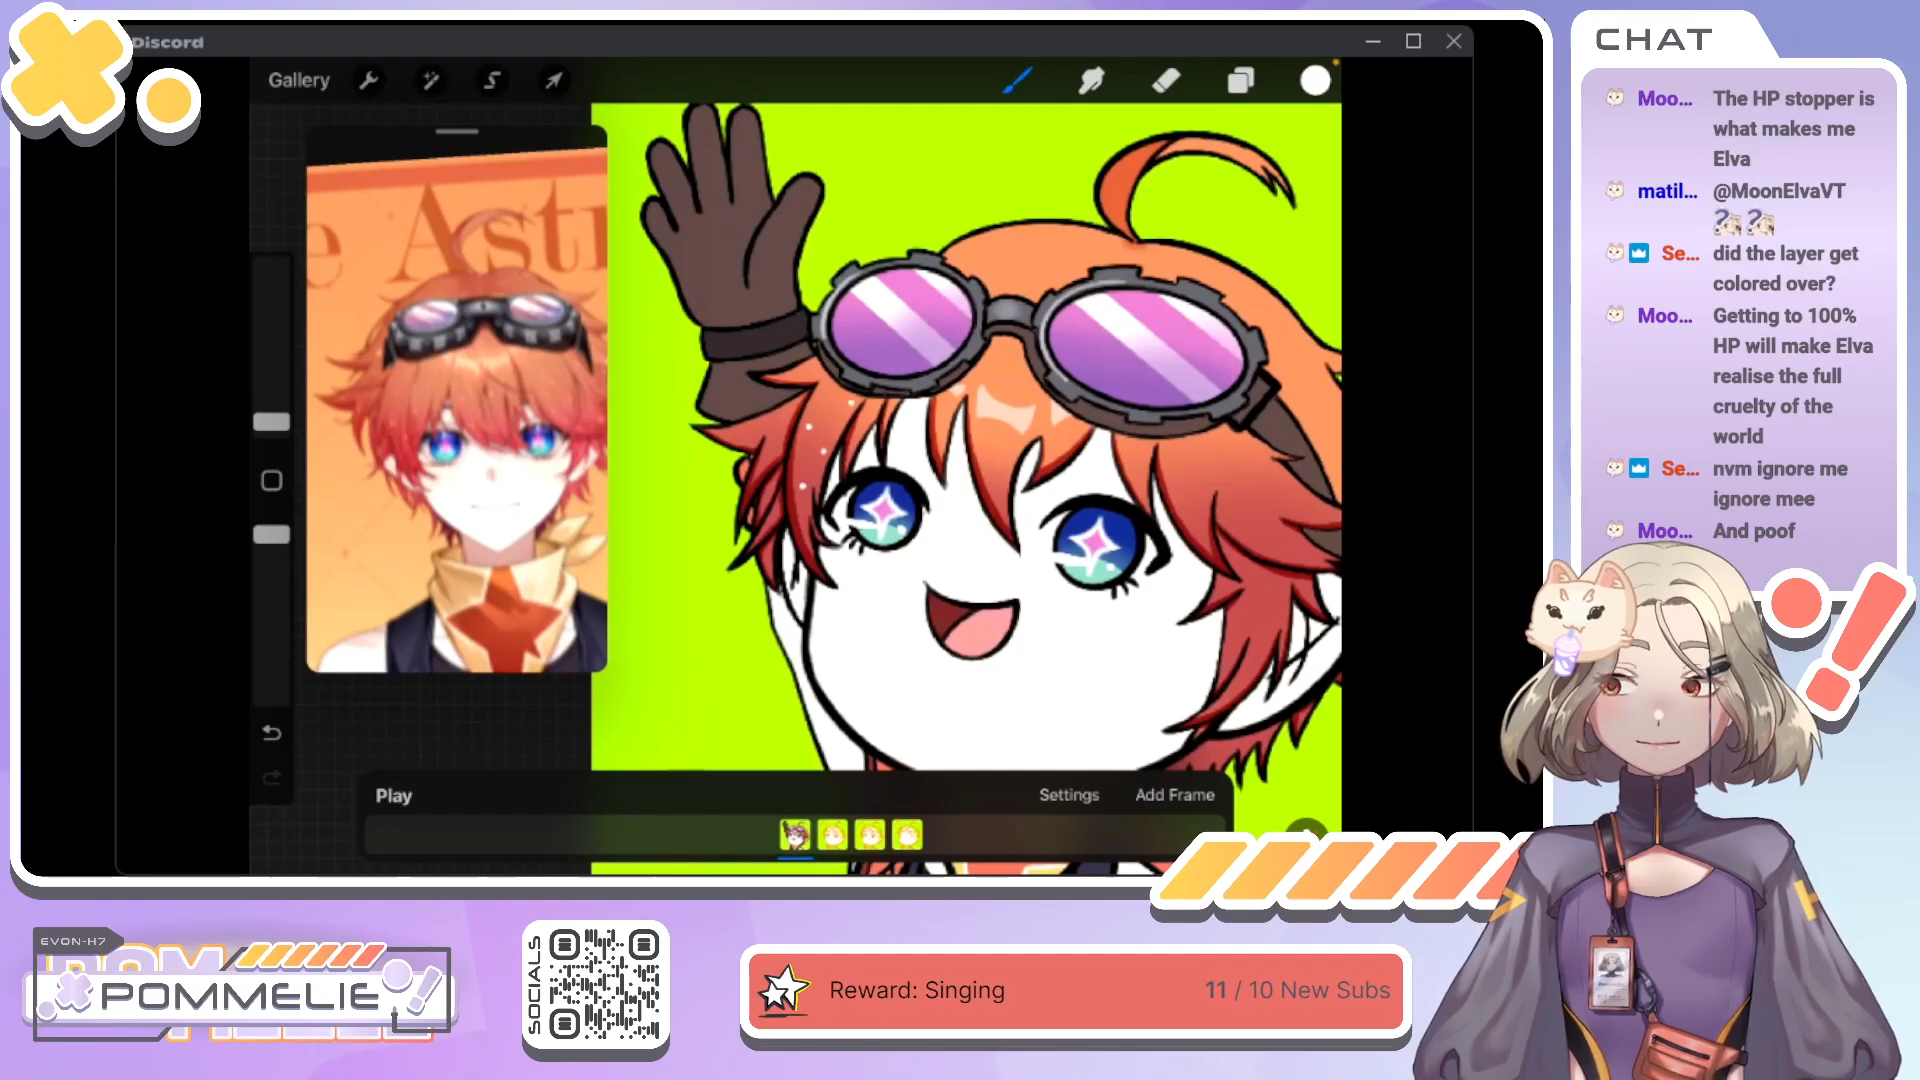 Discord
Gallery
e Astr
Play
Settings
Add Frame
CHAT
Moo... The HP stopper is
what makes me
Elva
matil... @MoonElvaVT
Se... did the layer get
colored over?
Moo... Getting to 100%
HP will make Elva
realise the full
cruelty of the
world
Se... nvm ignore me
ignore mee
Moo... And poof
EVON-H7
POMMELIE
SOCIALS
Reward: Singing
11 / 10 New Subs